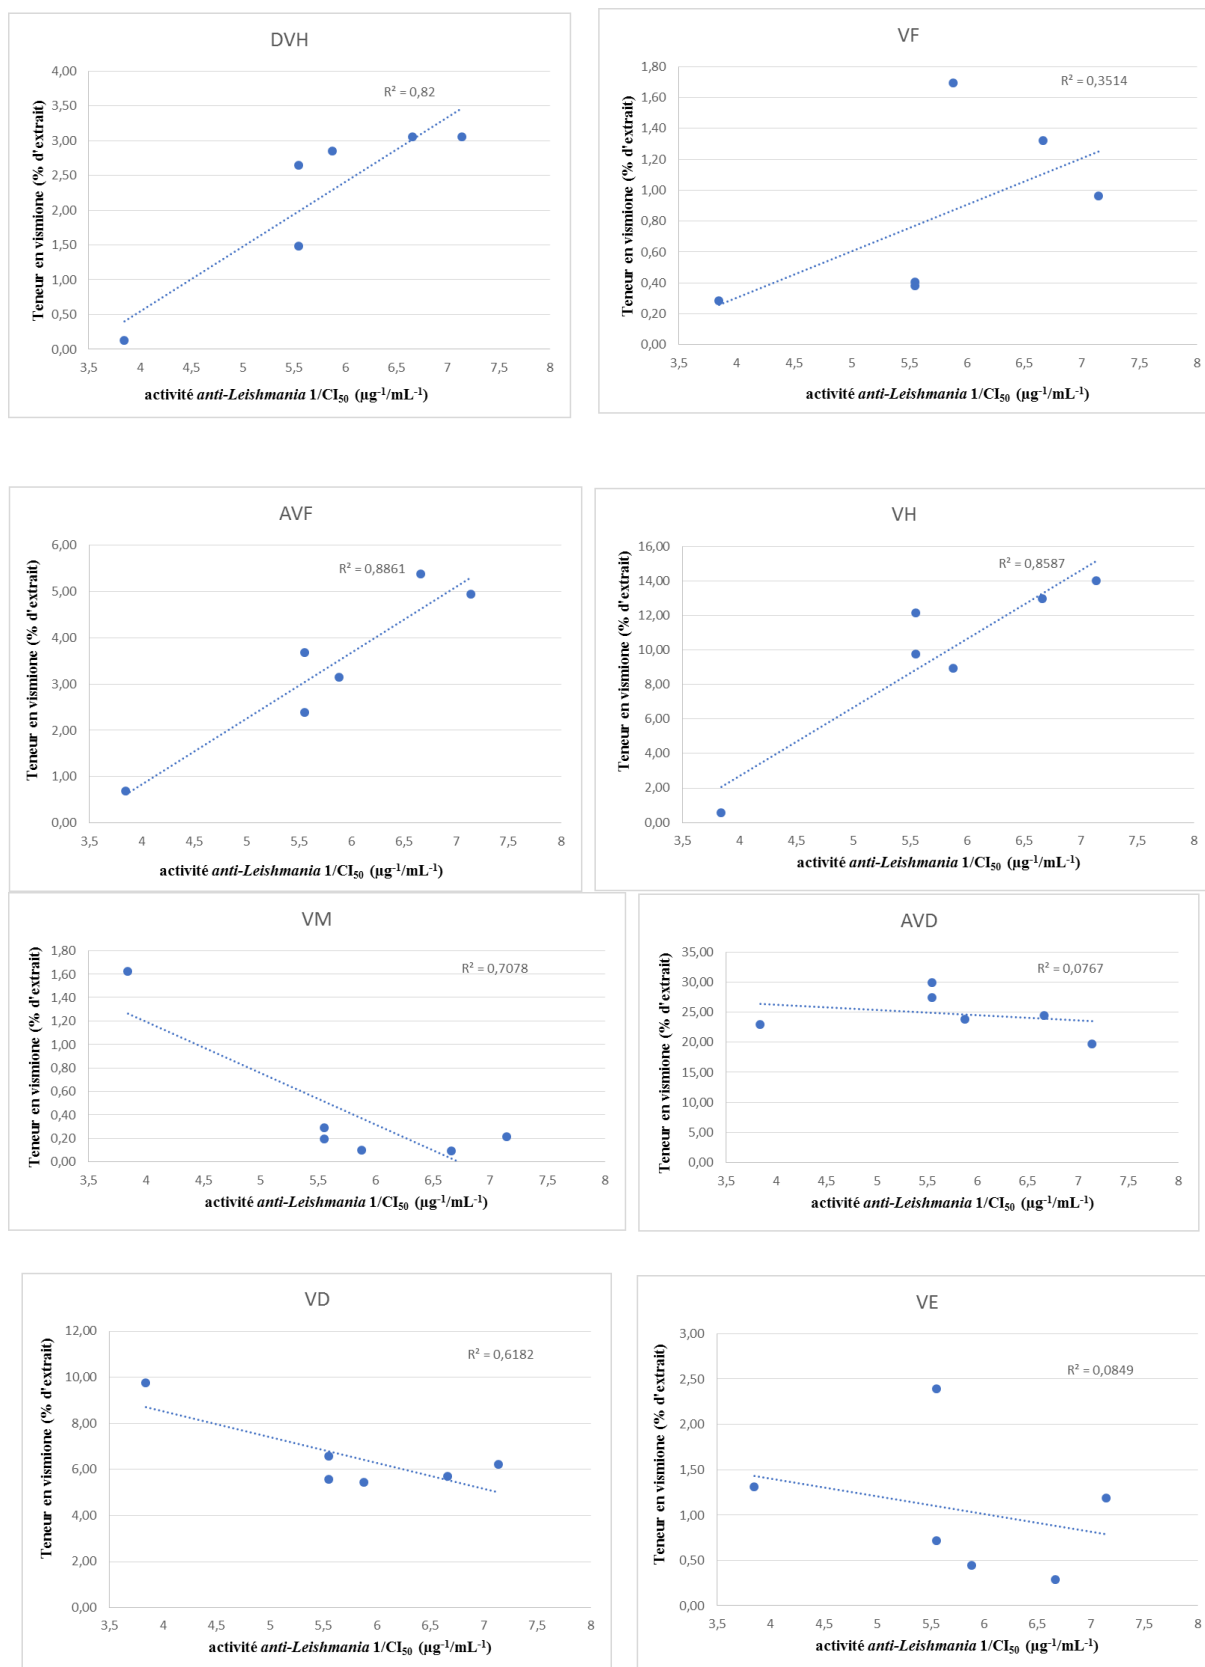 DVH
R² = 0,82
Teneur en vismione (% d'extrait)
4,00
3,50
3,00
2,50
2,00
1,50
1,00
0,50
0,00
3,5 4 4,5 5 5,5 6 6,5 7 7,5 8
activité anti-Leishmania 1/CI₅₀ (µg⁻¹/mL⁻¹)
VF
R² = 0,3514
Teneur en vismione (% d'extrait)
1,80
1,60
1,40
1,20
1,00
0,80
0,60
0,40
0,20
0,00
3,5 4 4,5 5 5,5 6 6,5 7 7,5 8
activité anti-Leishmania 1/CI₅₀ (µg⁻¹/mL⁻¹)
AVF
R² = 0,8861
Teneur en vismione (% d'extrait)
6,00
5,00
4,00
3,00
2,00
1,00
0,00
3,5 4 4,5 5 5,5 6 6,5 7 7,5 8
activité anti-Leishmania 1/CI₅₀ (µg⁻¹/mL⁻¹)
VH
R² = 0,8587
Teneur en vismione (% d'extrait)
16,00
14,00
12,00
10,00
8,00
6,00
4,00
2,00
0,00
3,5 4 4,5 5 5,5 6 6,5 7 7,5 8
activité anti-Leishmania 1/CI₅₀ (µg⁻¹/mL⁻¹)
VM
R² = 0,7078
Teneur en vismione (% d'extrait)
1,80
1,60
1,40
1,20
1,00
0,80
0,60
0,40
0,20
0,00
3,5 4 4,5 5 5,5 6 6,5 7 7,5 8
activité anti-Leishmania 1/CI₅₀ (µg⁻¹/mL⁻¹)
AVD
R² = 0,0767
Teneur en vismione (% d'extrait)
35,00
30,00
25,00
20,00
15,00
10,00
5,00
0,00
3,5 4 4,5 5 5,5 6 6,5 7 7,5 8
activité anti-Leishmania 1/CI₅₀ (µg⁻¹/mL⁻¹)
VD
R² = 0,6182
Teneur en vismione (% d'extrait)
12,00
10,00
8,00
6,00
4,00
2,00
0,00
3,5 4 4,5 5 5,5 6 6,5 7 7,5 8
activité anti-Leishmania 1/CI₅₀ (µg⁻¹/mL⁻¹)
VE
R² = 0,0849
Teneur en vismione (% d'extrait)
3,00
2,50
2,00
1,50
1,00
0,50
0,00
3,5 4 4,5 5 5,5 6 6,5 7 7,5 8
activité anti-Leishmania 1/CI₅₀ (µg⁻¹/mL⁻¹)